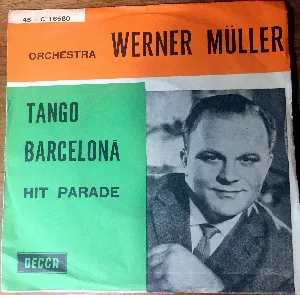 45 - C 16580
ORCHESTRA WERNER MÜLLER
TANGO
BARCELONA
HIT PARADE
DECCA